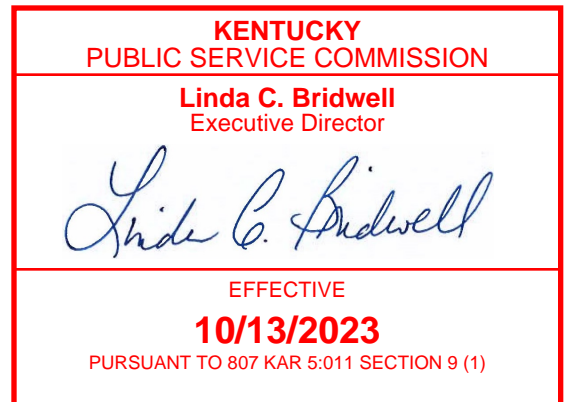 KENTUCKY
PUBLIC SERVICE COMMISSION
Linda C. Bridwell
Executive Director
Linda C. Bridwell
EFFECTIVE
10/13/2023
PURSUANT TO 807 KAR 5:011 SECTION 9 (1)